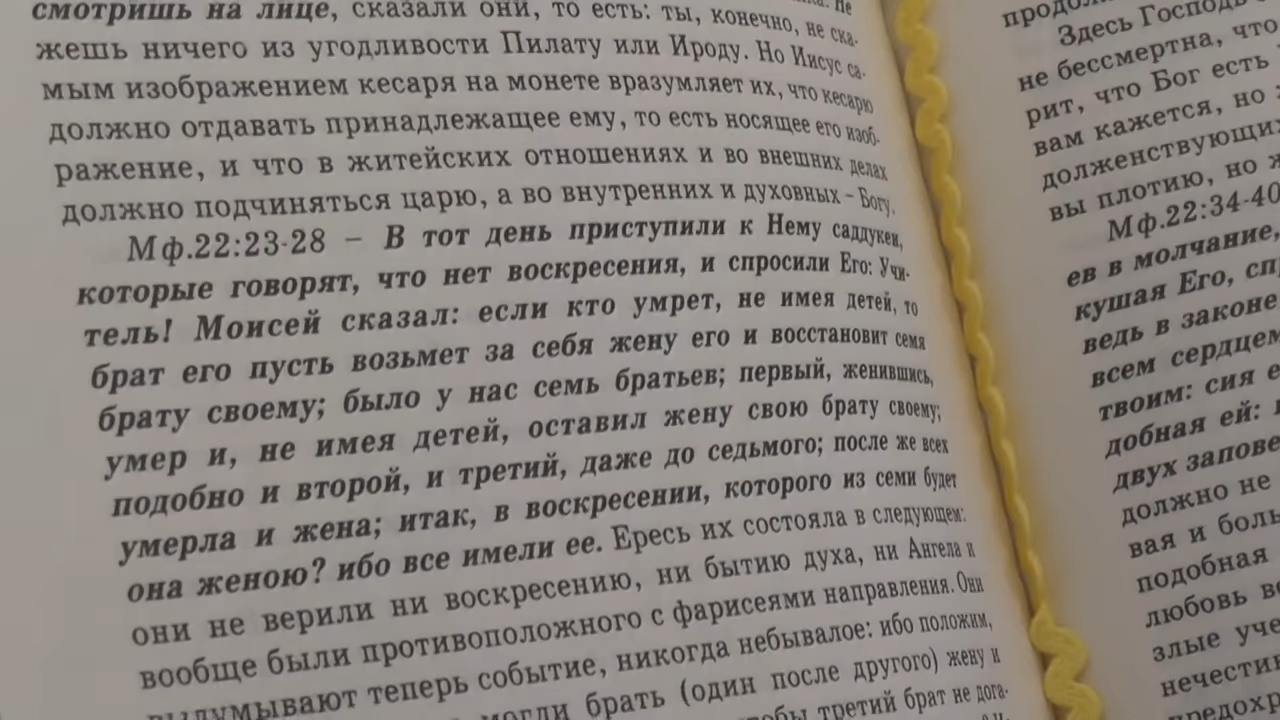 смотришь на лице, сказали они, то есть: ты, конечно, не ска-
жешь ничего из угодливости Пилату или Ироду. Но Иисус са-
мым изображением кесаря на монете вразумляет их, что кесарю
должно отдавать принадлежащее ему, то есть носящее его изоб-
ражение, и что в житейских отношениях и во внешних делах
должно подчиняться царю, а во внутренних и духовных – Богу.
Мф.22:23-28 – В тот день приступили к Нему саддукеи,
которые говорят, что нет воскресения, и спросили Его: Учи-
тель! Моисей сказал: если кто умрет, не имея детей, то
брат его пусть возьмет за себя жену его и восстановит семя
брату своему; было у нас семь братьев; первый, женившись,
умер и, не имея детей, оставил жену свою брату своему;
подобно и второй, и третий, даже до седьмого; после же всех
умерла и жена; итак, в воскресении, которого из семи будет
она женою? ибо все имели ее. Ересь их состояла в следующем:
они не верили ни воскресению, ни бытию духа, ни Ангела и
вообще были противоположного с фарисеями направления. Они
выдумывают теперь событие, никогда небывалое: ибо положим,
могли брать (один после другого) жену и
третий брат не дога-
Здесь Господь
не бессмертна, что
рит, что Бог есть
вам кажется, но
долженствующих
вы плотию, но
Мф.22:34-40
ев в молчание,
кушая Его,
ведь в законе
всем сердцем
твоим: сия
добная ей:
двух
должно не
вая и
подобная
любовь
злые